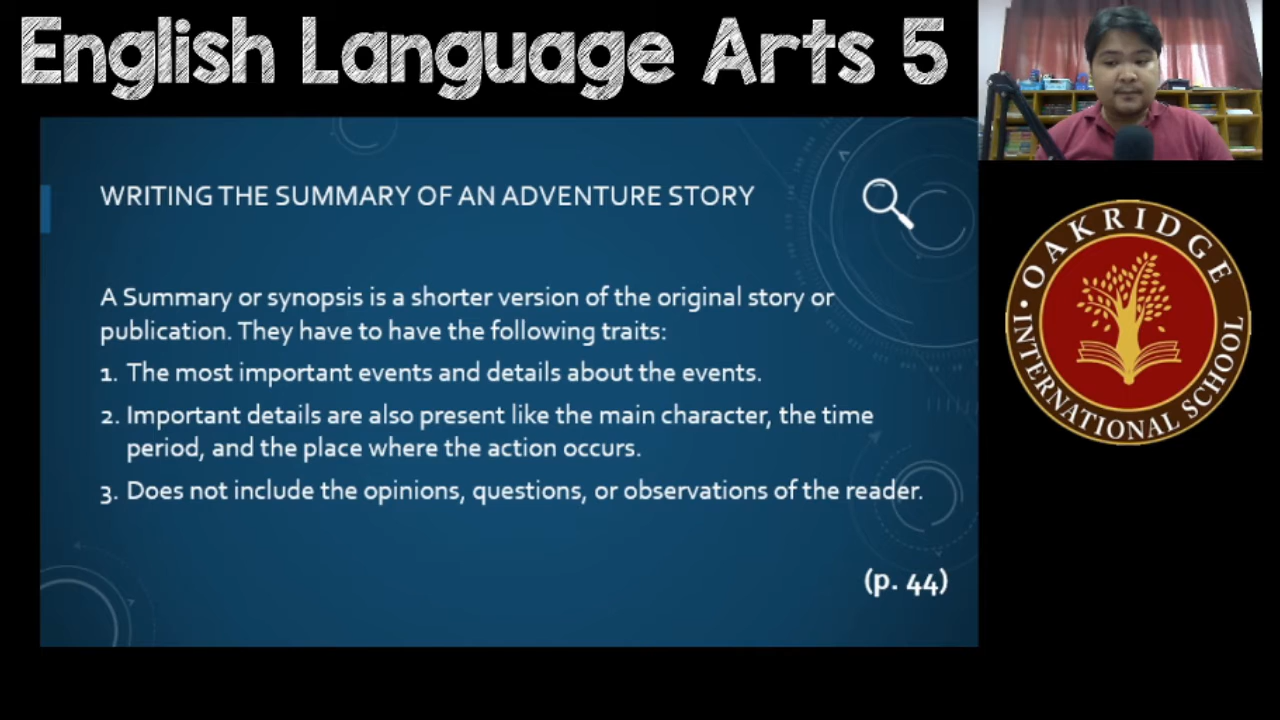 English Language Arts 5
WRITING THE SUMMARY OF AN ADVENTURE STORY
A Summary or synopsis is a shorter version of the original story or
publication. They have to have the following traits:
1. The most important events and details about the events.
2. Important details are also present like the main character, the time
period, and the place where the action occurs.
3. Does not include the opinions, questions, or observations of the reader.
(p. 44)
OAKRIDGE
INTERNATIONAL SCHOOL